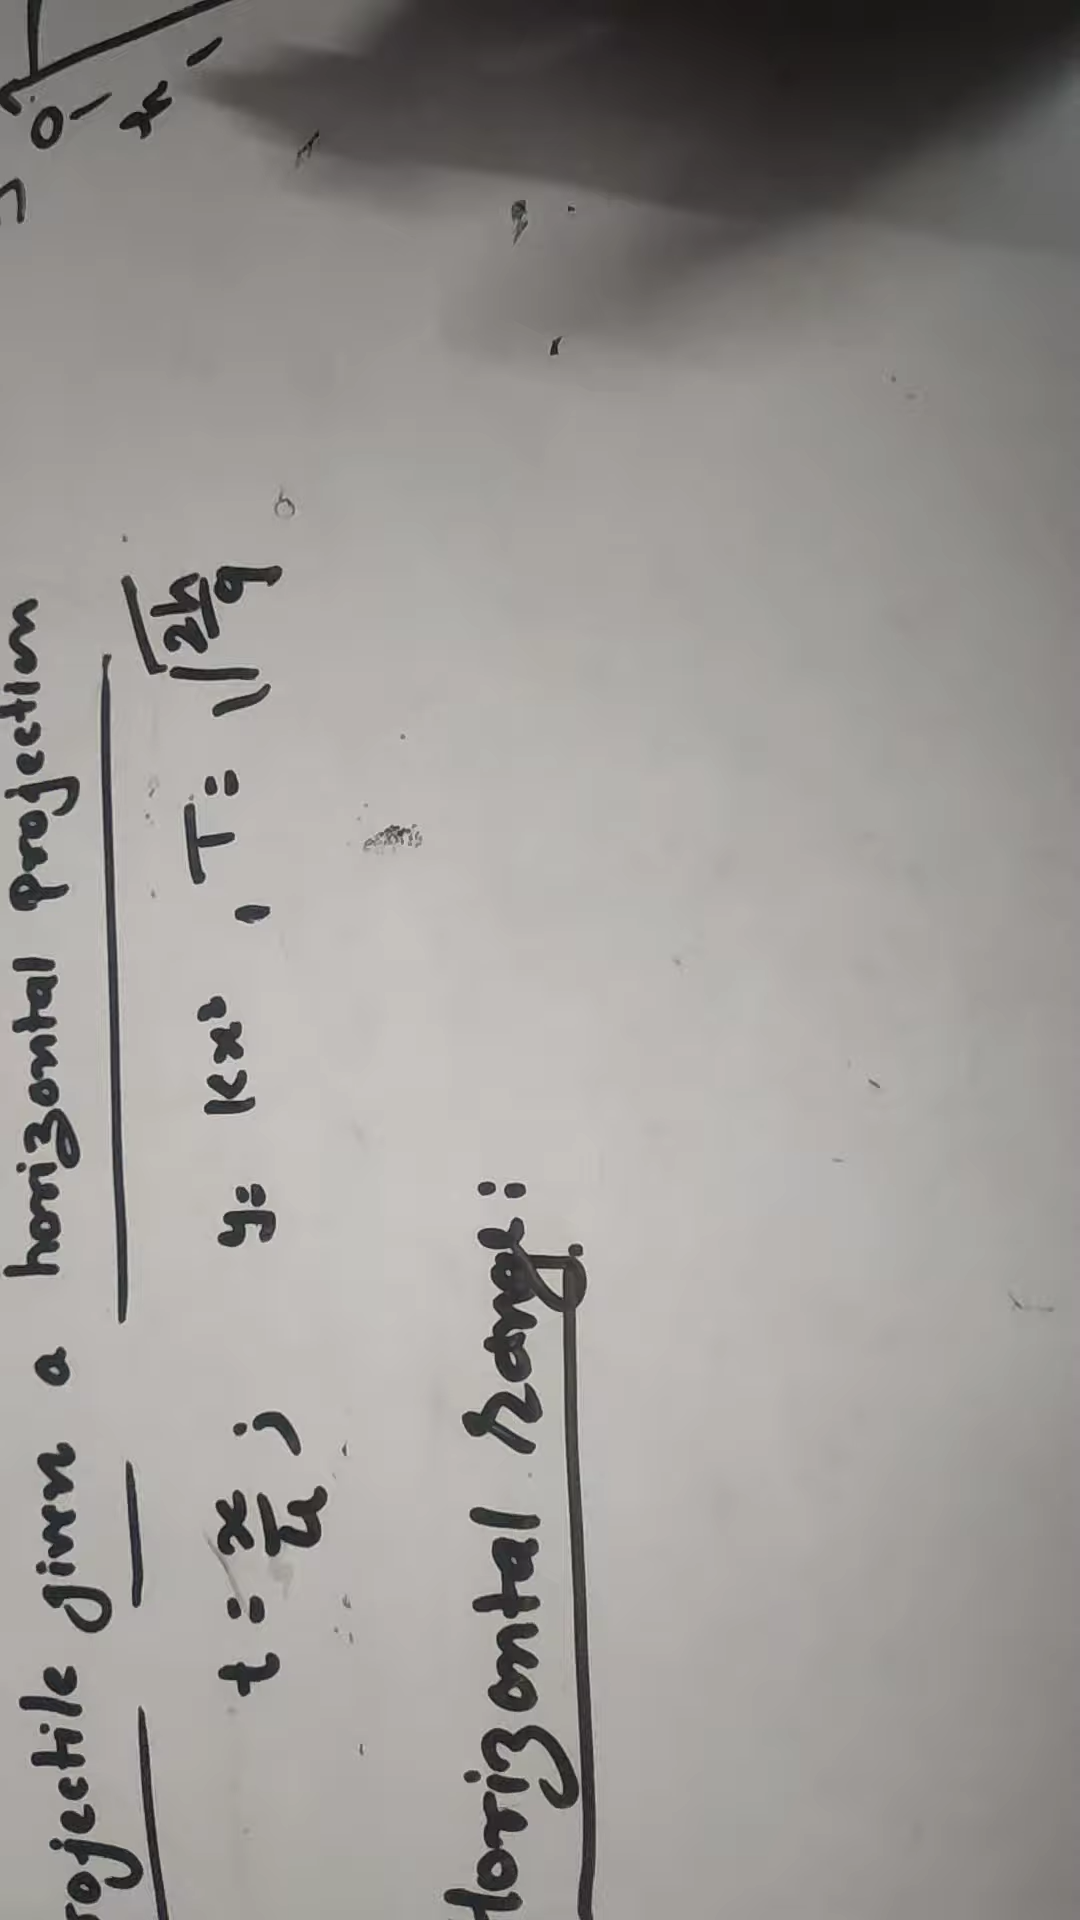 rojectile given a horizontal projection
t = x/u ; y = Kx² , T = √(2h/g)
Horizontal range:
O x